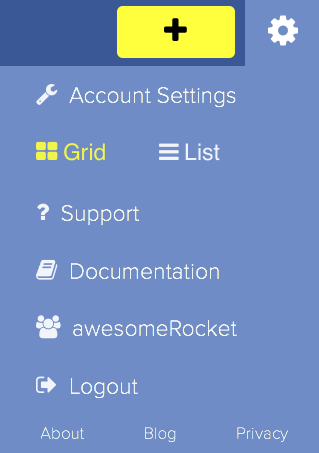 Account Settings
Grid List
? Support
Documentation
awesomeRocket
Logout
About Blog Privacy